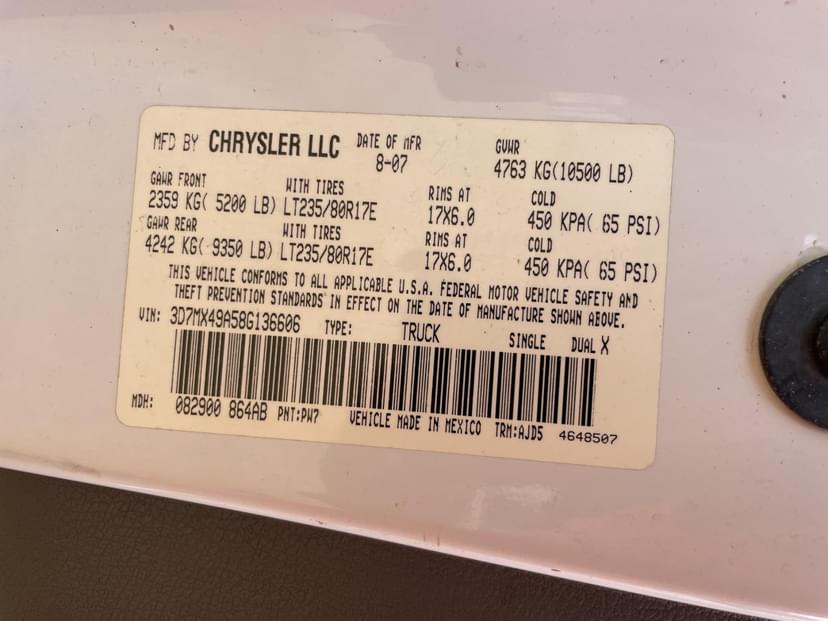 MFD BY CHRYSLER LLC DATE OF MFR GVWR
8-07 4763 KG(10500 LB)
GAWR FRONT WITH TIRES RIMS AT COLD
2359 KG( 5200 LB) LT235/80R17E 17X6.0 450 KPA( 65 PSI)
GAWR REAR WITH TIRES RIMS AT COLD
4242 KG( 9350 LB) LT235/80R17E 17X6.0 450 KPA( 65 PSI)
THIS VEHICLE CONFORMS TO ALL APPLICABLE U.S.A. FEDERAL MOTOR VEHICLE SAFETY AND
THEFT PREVENTION STANDARDS IN EFFECT ON THE DATE OF MANUFACTURE SHOWN ABOVE.
VIN: 3D7MX49A58G136606 TYPE: TRUCK SINGLE DUAL X
MDH: 082900 864AB PNT:PW7 VEHICLE MADE IN MEXICO TRM:AJD5 4648507